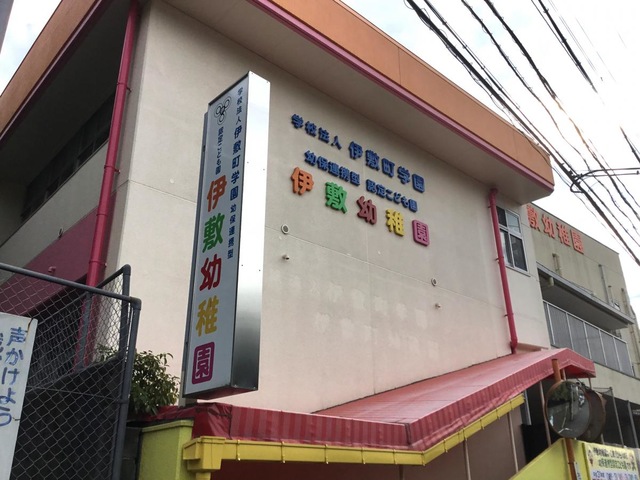 学校法人 伊敷町学園
幼保連携型
認定こども園
伊敷幼稚園
学校法人 伊敷町学園
幼保連携型 認定こども園
伊敷幼稚園
敷幼稚園
声かけよう